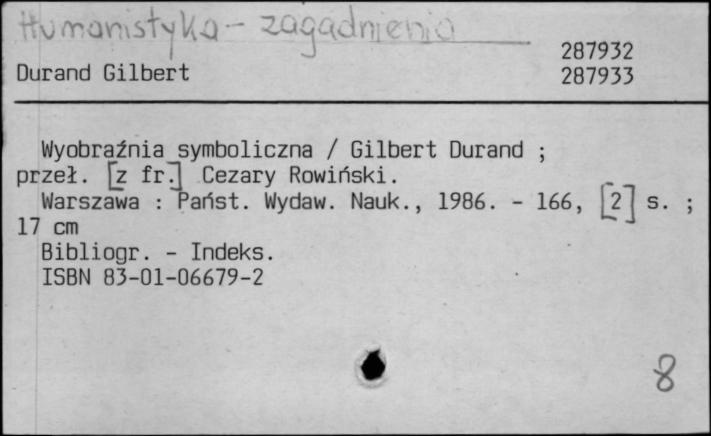 Humanistyka - zagadnienia
287932
Durand Gilbert 287933
Wyobraźnia symboliczna / Gilbert Durand ;
przeł. [z fr.] Cezary Rowiński.
Warszawa : Państ. Wydaw. Nauk., 1986. - 166, [2] s. ;
17 cm
Bibliogr. - Indeks.
ISBN 83-01-06679-2
8